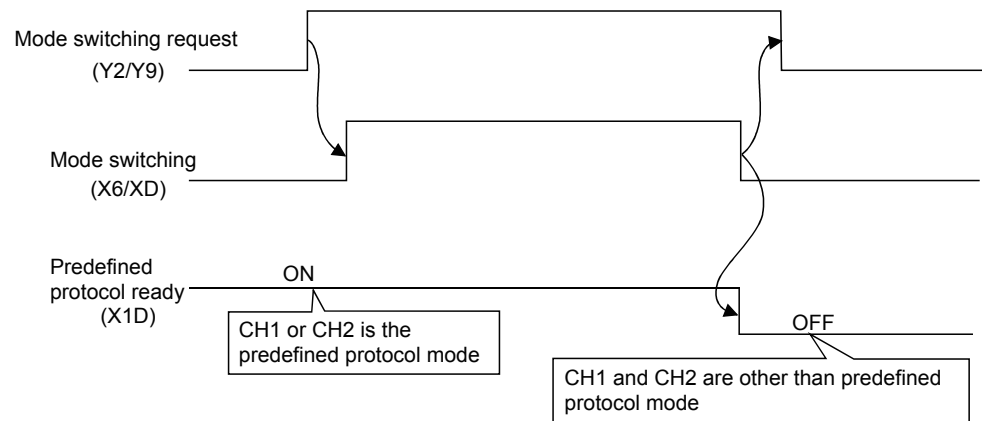 Mode switching request
(Y2/Y9)
Mode switching
(X6/XD)
Predefined
protocol ready
(X1D)
ON
CH1 or CH2 is the
predefined protocol mode
OFF
CH1 and CH2 are other than predefined
protocol mode